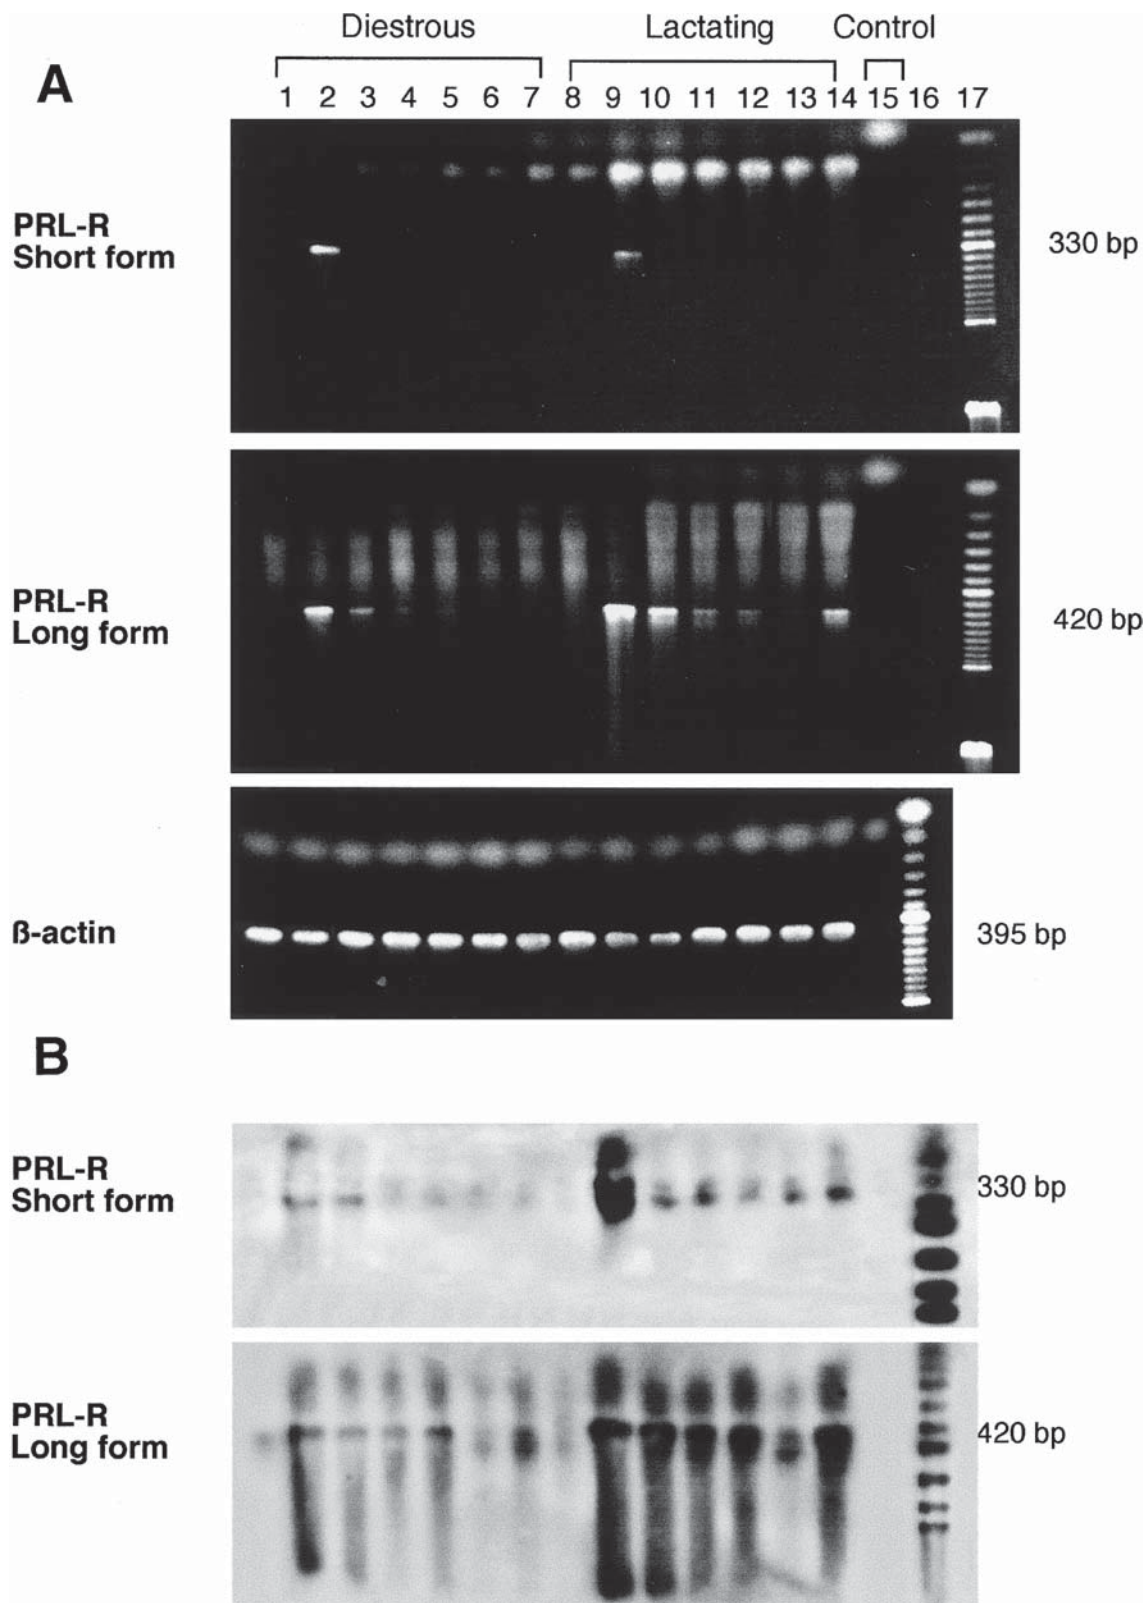 Diestrous Lactating Control
A
1 2 3 4 5 6 7 8 9 10 11 12 13 14 15 16 17
PRL-R
Short form
330 bp
PRL-R
Long form
420 bp
ß-actin
395 bp
B
PRL-R
Short form
330 bp
PRL-R
Long form
420 bp